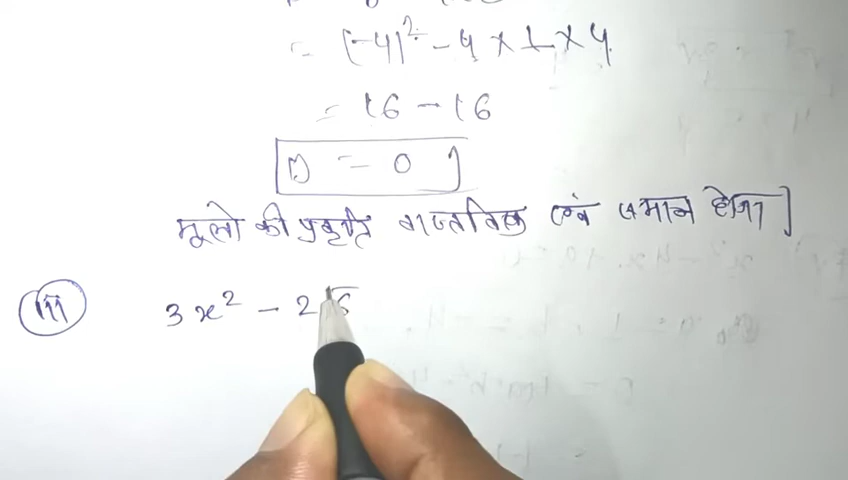 = (-4)² - 4 × 1 × 4
= 16 - 16
D = 0
मूलो की प्रकृति वास्तविक एवं समान होगा]
(iii) 3x² - 2√6